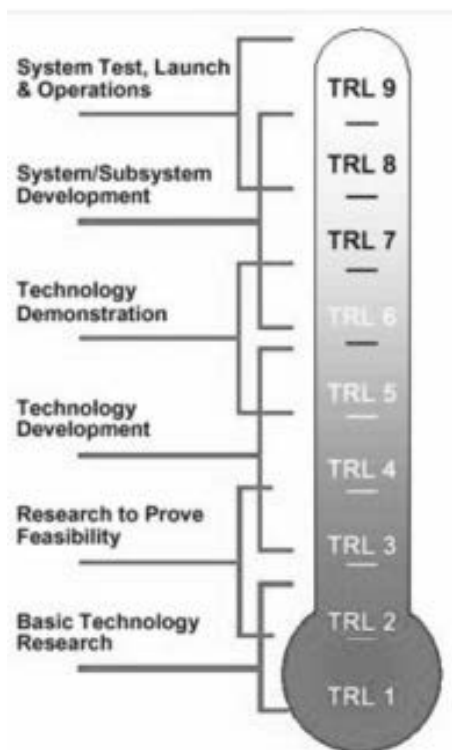 System Test, Launch
& Operations
System/Subsystem
Development
Technology
Demonstration
Technology
Development
Research to Prove
Feasibility
Basic Technology
Research
TRL 9
TRL 8
TRL 7
TRL 6
TRL 5
TRL 4
TRL 3
TRL 2
TRL 1